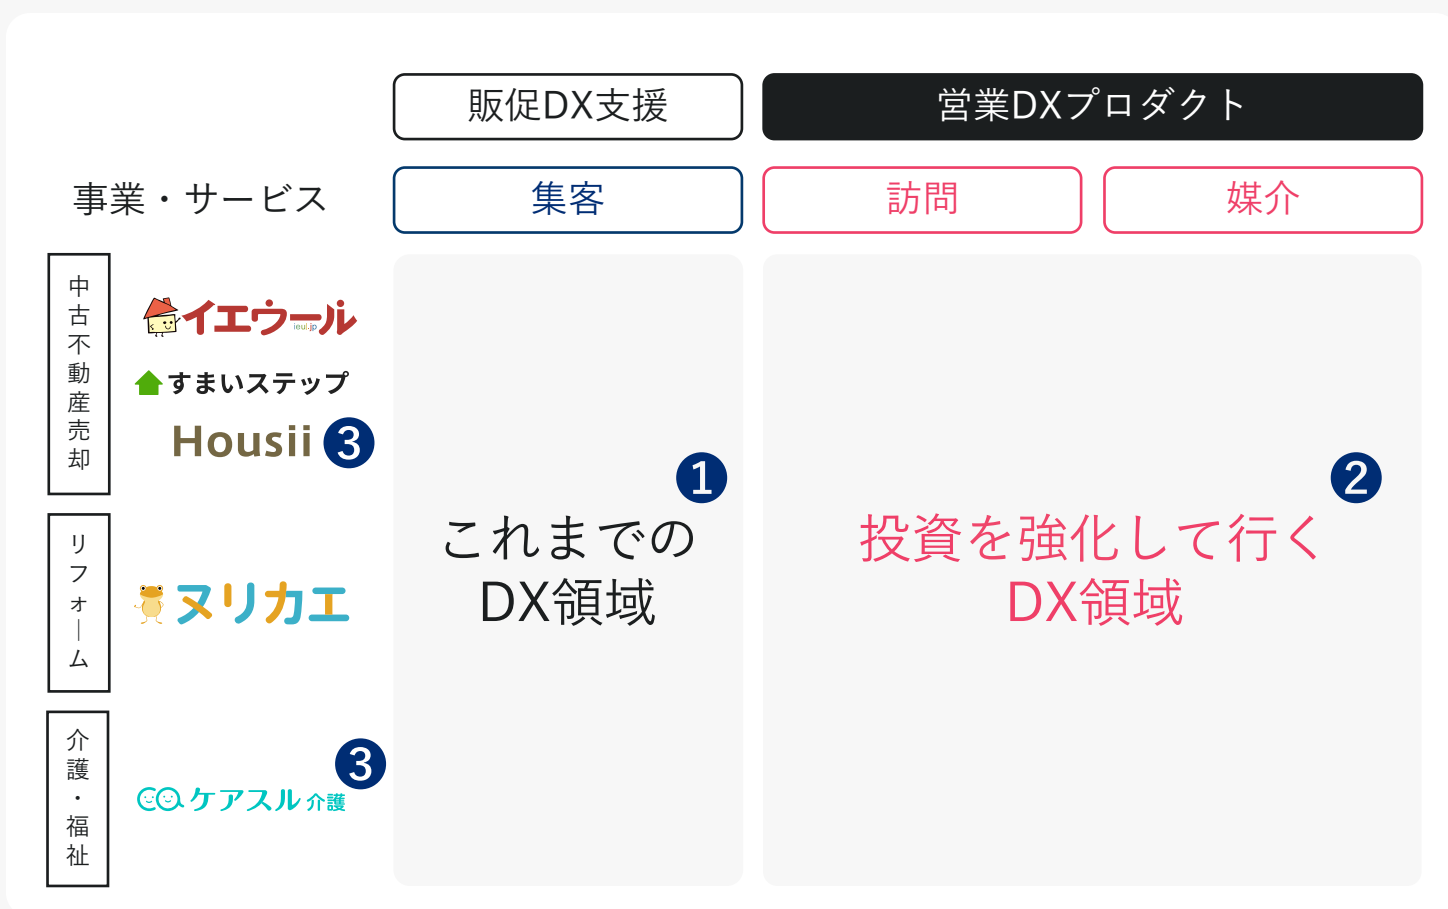 販促DX支援
営業DXプロダクト
事業・サービス
集客
訪問
媒介
中古不動産売却
イエウール
ieul.jp
すまいステップ
Housii
3
1
2
これまでの
DX領域
投資を強化して行く
DX領域
リフォーム
ヌリカエ
介護・福祉
3
ケアスル 介護